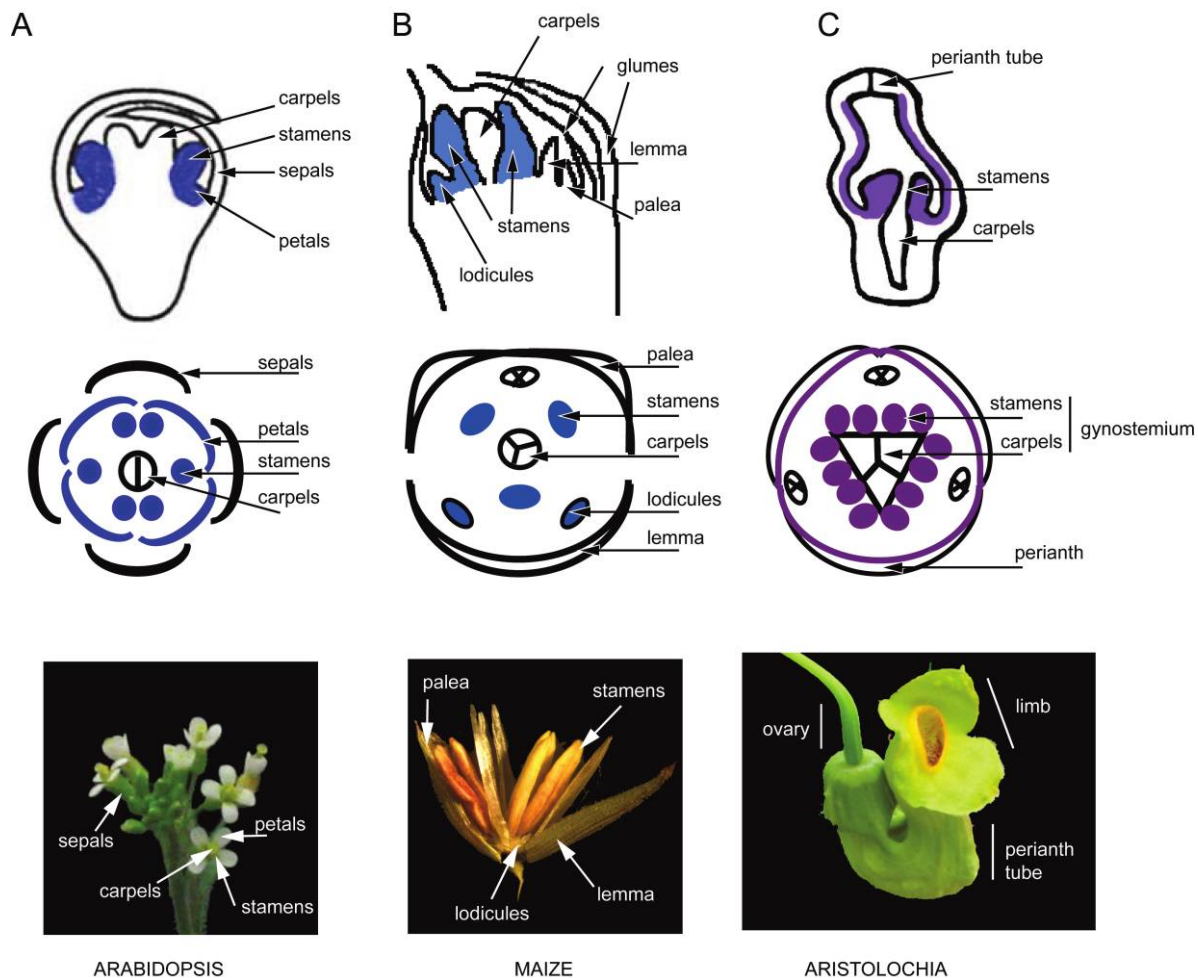 A
carpels
stamens
sepals
petals
B
carpels
glumes
lemma
palea
stamens
lodicules
C
perianth tube
stamens
carpels
sepals
petals
stamens
carpels
palea
stamens
carpels
lodicules
lemma
stamens
carpels
gynostemium
perianth
sepals
petals
carpels
stamens
palea
stamens
lodicules
lemma
ovary
limb
perianth
tube
ARABIDOPSIS
MAIZE
ARISTOLOCHIA